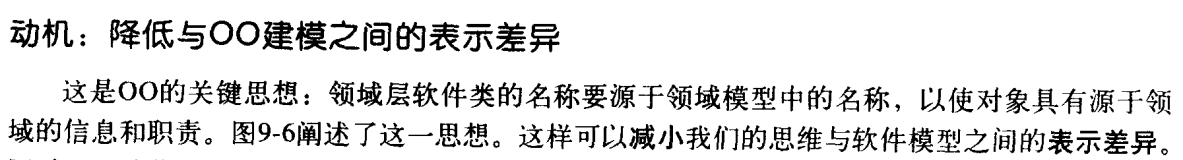 动机：降低与OO建模之间的表示差异
这是OO的关键思想：领域层软件类的名称要源于领域模型中的名称，以使对象具有源于领
域的信息和职责。图9-6阐述了这一思想。这样可以减小我们的思维与软件模型之间的表示差异。